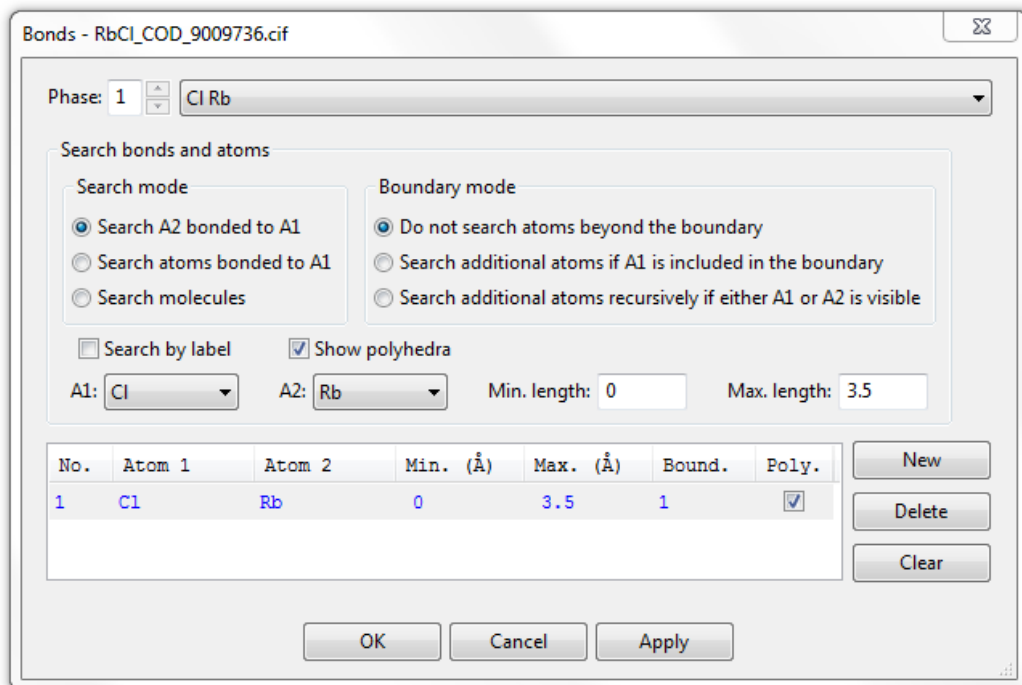 Bonds - RbCl_COD_9009736.cif
Phase: 1 Cl Rb
Search bonds and atoms
Search mode Boundary mode
Search A2 bonded to A1 Do not search atoms beyond the boundary
Search atoms bonded to A1 Search additional atoms if A1 is included in the boundary
Search molecules Search additional atoms recursively if either A1 or A2 is visible
Search by label Show polyhedra
A1: Cl A2: Rb Min. length: 0 Max. length: 3.5
No. Atom 1 Atom 2 Min. (Å) Max. (Å) Bound. Poly. New
1 Cl Rb 0 3.5 1
Delete
Clear
OK Cancel Apply